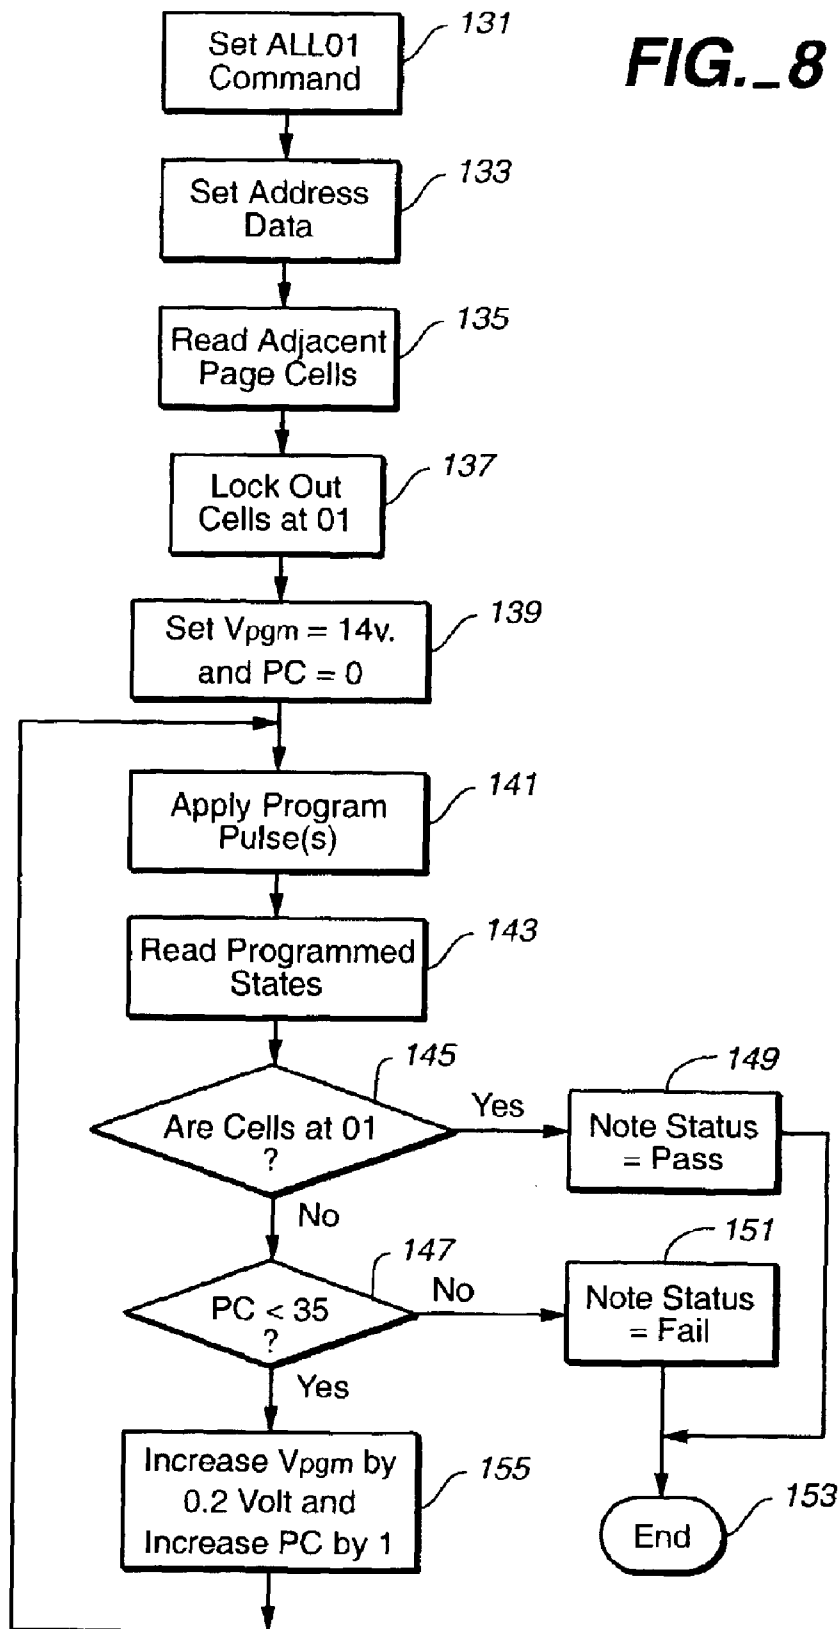 FIG._8
Set ALL01
Command
131
Set Address
Data
133
Read Adjacent
Page Cells
135
Lock Out
Cells at 01
137
Set Vpgm = 14v.
and PC = 0
139
Apply Program
Pulse(s)
141
Read Programmed
States
143
Are Cells at 01
?
145
Yes
No
Note Status
= Pass
149
PC < 35
?
147
No
Yes
Note Status
= Fail
151
Increase Vpgm by
0.2 Volt and
Increase PC by 1
155
End
153